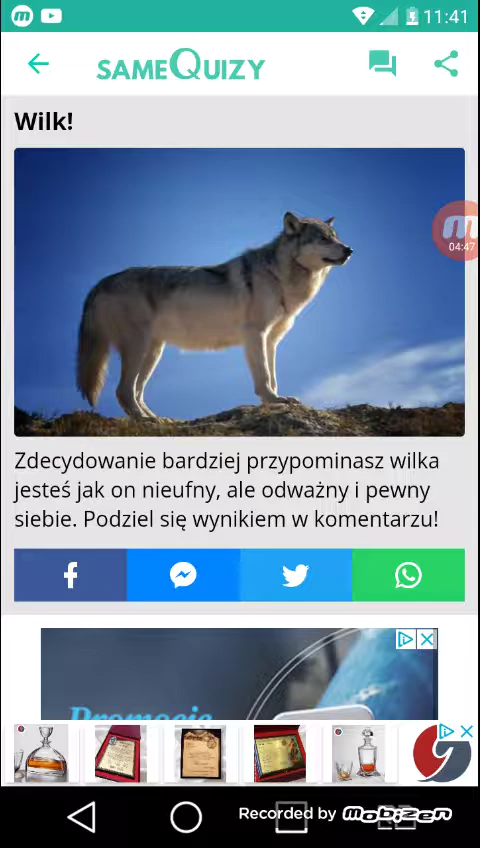 11:41
SAMEQUIZY
Wilk!
04:47
Zdecydowanie bardziej przypominasz wilka
jesteś jak on nieufny, ale odważny i pewny
siebie. Podziel się wynikiem w komentarzu!
Promocje
Recorded by Mobizen